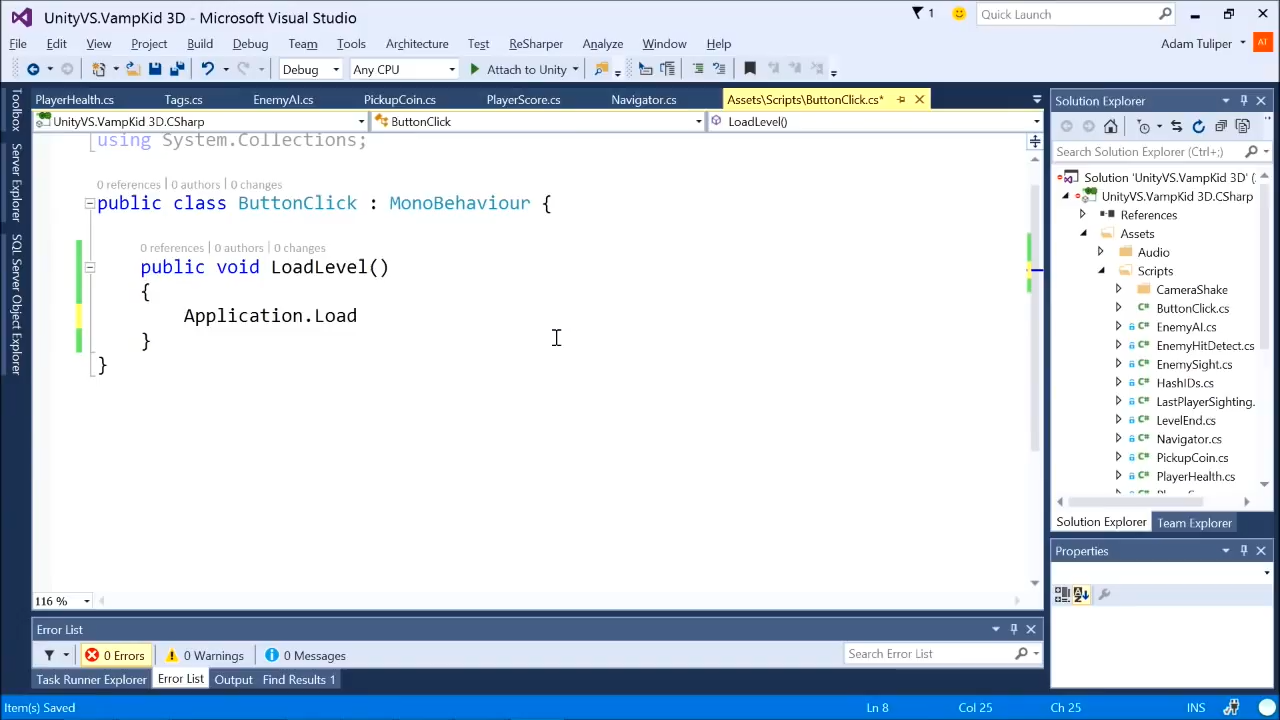 UnityVS.VampKid 3D - Microsoft Visual Studio
1
Quick Launch
File Edit View Project Build Debug Team Tools Architecture Test ReSharper Analyze Window Help
Adam Tuliper
AT
Debug
Any CPU
Attach to Unity
Toolbox
Server Explorer
SQL Server Object Explorer
PlayerHealth.cs Tags.cs EnemyAI.cs PickupCoin.cs PlayerScore.cs Navigator.cs Assets\Scripts\ButtonClick.cs*
UnityVS.VampKid 3D.CSharp
ButtonClick
LoadLevel()
using System.Collections;
0 references | 0 authors | 0 changes
public class ButtonClick : MonoBehaviour {
0 references | 0 authors | 0 changes
public void LoadLevel()
{
Application.Load
}
}
116 %
Solution Explorer
Search Solution Explorer (Ctrl+;)
Solution 'UnityVS.VampKid 3D' (
UnityVS.VampKid 3D.CSharp
References
Assets
Audio
Scripts
CameraShake
ButtonClick.cs
EnemyAI.cs
EnemyHitDetect.cs
EnemySight.cs
HashIDs.cs
LastPlayerSighting.
LevelEnd.cs
Navigator.cs
PickupCoin.cs
PlayerHealth.cs
Solution Explorer
Team Explorer
Properties
Error List
0 Errors
0 Warnings
0 Messages
Search Error List
Task Runner Explorer
Error List
Output
Find Results 1
Item(s) Saved
Ln 8
Col 25
Ch 25
INS